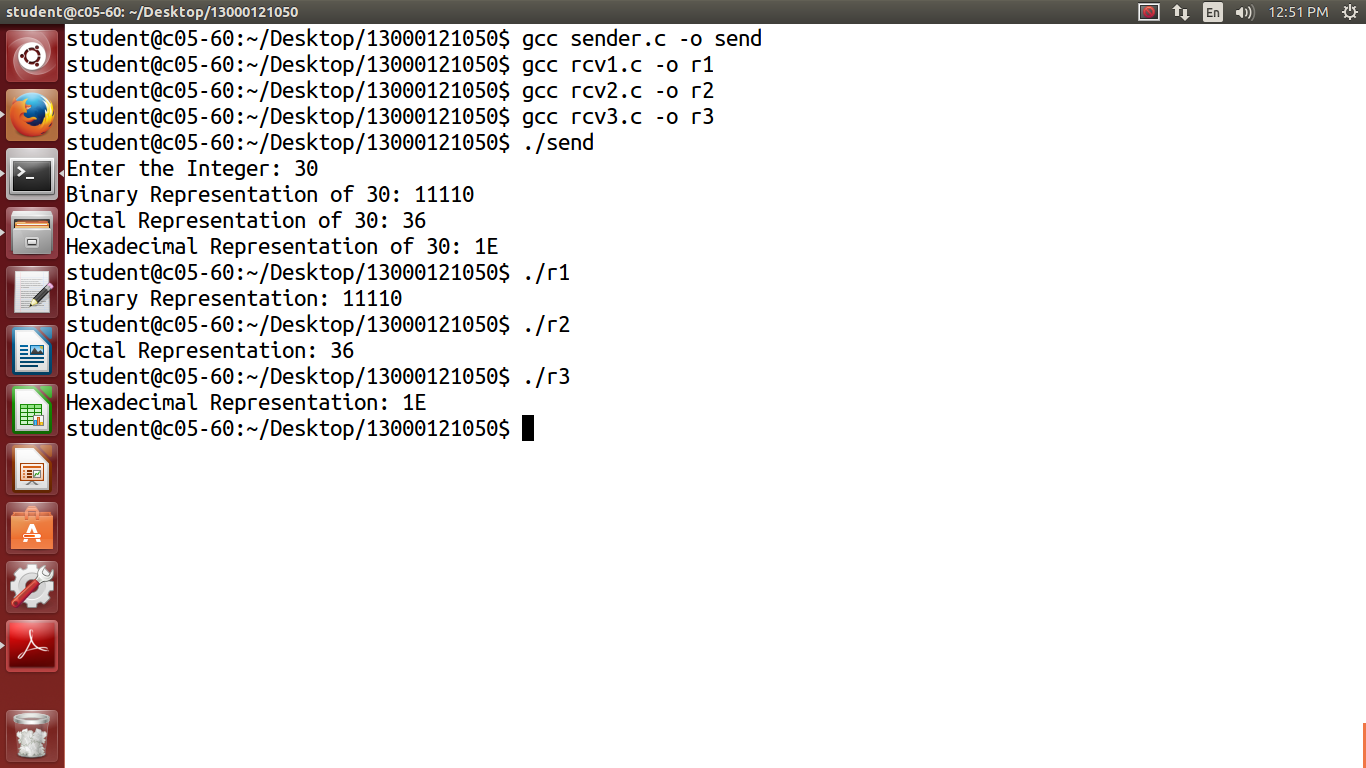 student@c05-60: ~/Desktop/13000121050
En
12:51 PM
student@c05-60:~/Desktop/13000121050$ gcc sender.c -o send
student@c05-60:~/Desktop/13000121050$ gcc rcv1.c -o r1
student@c05-60:~/Desktop/13000121050$ gcc rcv2.c -o r2
student@c05-60:~/Desktop/13000121050$ gcc rcv3.c -o r3
student@c05-60:~/Desktop/13000121050$ ./send
Enter the Integer: 30
Binary Representation of 30: 11110
Octal Representation of 30: 36
Hexadecimal Representation of 30: 1E
student@c05-60:~/Desktop/13000121050$ ./r1
Binary Representation: 11110
student@c05-60:~/Desktop/13000121050$ ./r2
Octal Representation: 36
student@c05-60:~/Desktop/13000121050$ ./r3
Hexadecimal Representation: 1E
student@c05-60:~/Desktop/13000121050$